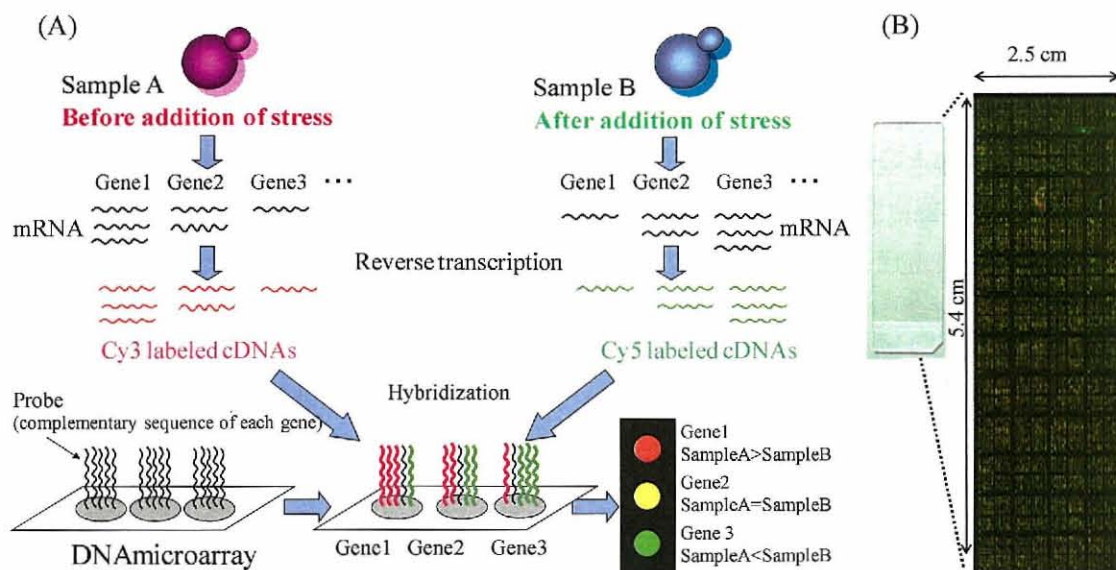 (A)
Sample A
Before addition of stress
Gene1 Gene2 Gene3 ···
mRNA
Cy3 labeled cDNAs
Sample B
After addition of stress
Gene1 Gene2 Gene3 ···
mRNA
Reverse transcription
Cy5 labeled cDNAs
Hybridization
Probe
(complementary sequence of each gene)
DNAmicroarray
Gene1 Gene2 Gene3
Gene1
SampleA>SampleB
Gene2
SampleA=SampleB
Gene 3
SampleA<SampleB
(B)
2.5 cm
5.4 cm